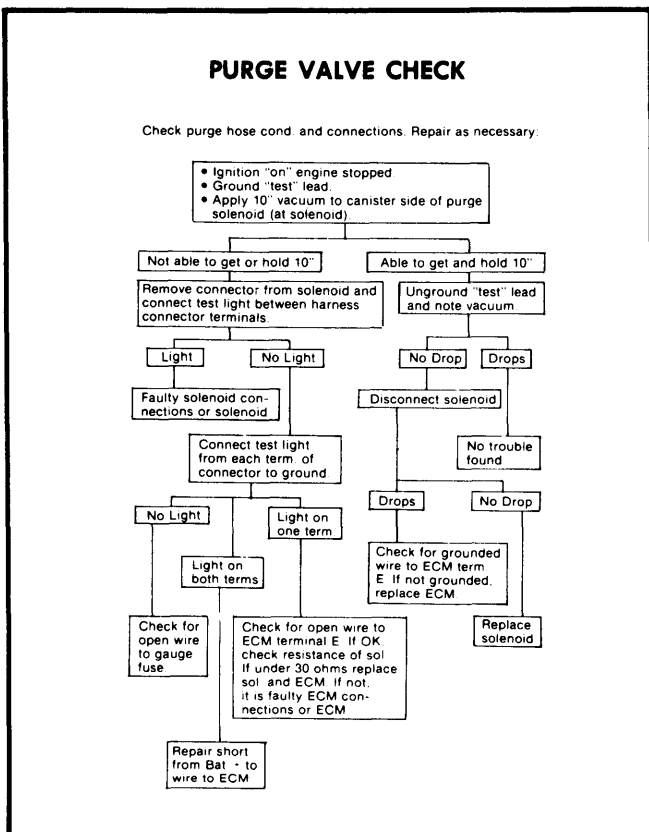 PURGE VALVE CHECK
Check purge hose cond. and connections. Repair as necessary:
• Ignition "on" engine stopped.
• Ground "test" lead.
• Apply 10" vacuum to canister side of purge
solenoid (at solenoid)
Not able to get or hold 10"
Able to get and hold 10"
Remove connector from solenoid and
connect test light between harness
connector terminals.
Unground "test" lead
and note vacuum
Light
No Light
No Drop
Drops
Faulty solenoid con-
nections or solenoid
Disconnect solenoid
Connect test light
from each term. of
connector to ground.
No trouble
found
No Light
Light on
one term.
Drops
No Drop
Light on
both terms
Check for grounded
wire to ECM term.
E. If not grounded,
replace ECM
Check for
open wire
to gauge
fuse.
Check for open wire to
ECM terminal E. If OK,
check resistance of sol.
If under 30 ohms replace
sol. and ECM. If not,
it is faulty ECM con-
nections or ECM
Replace
solenoid
Repair short
from Bat + to
wire to ECM